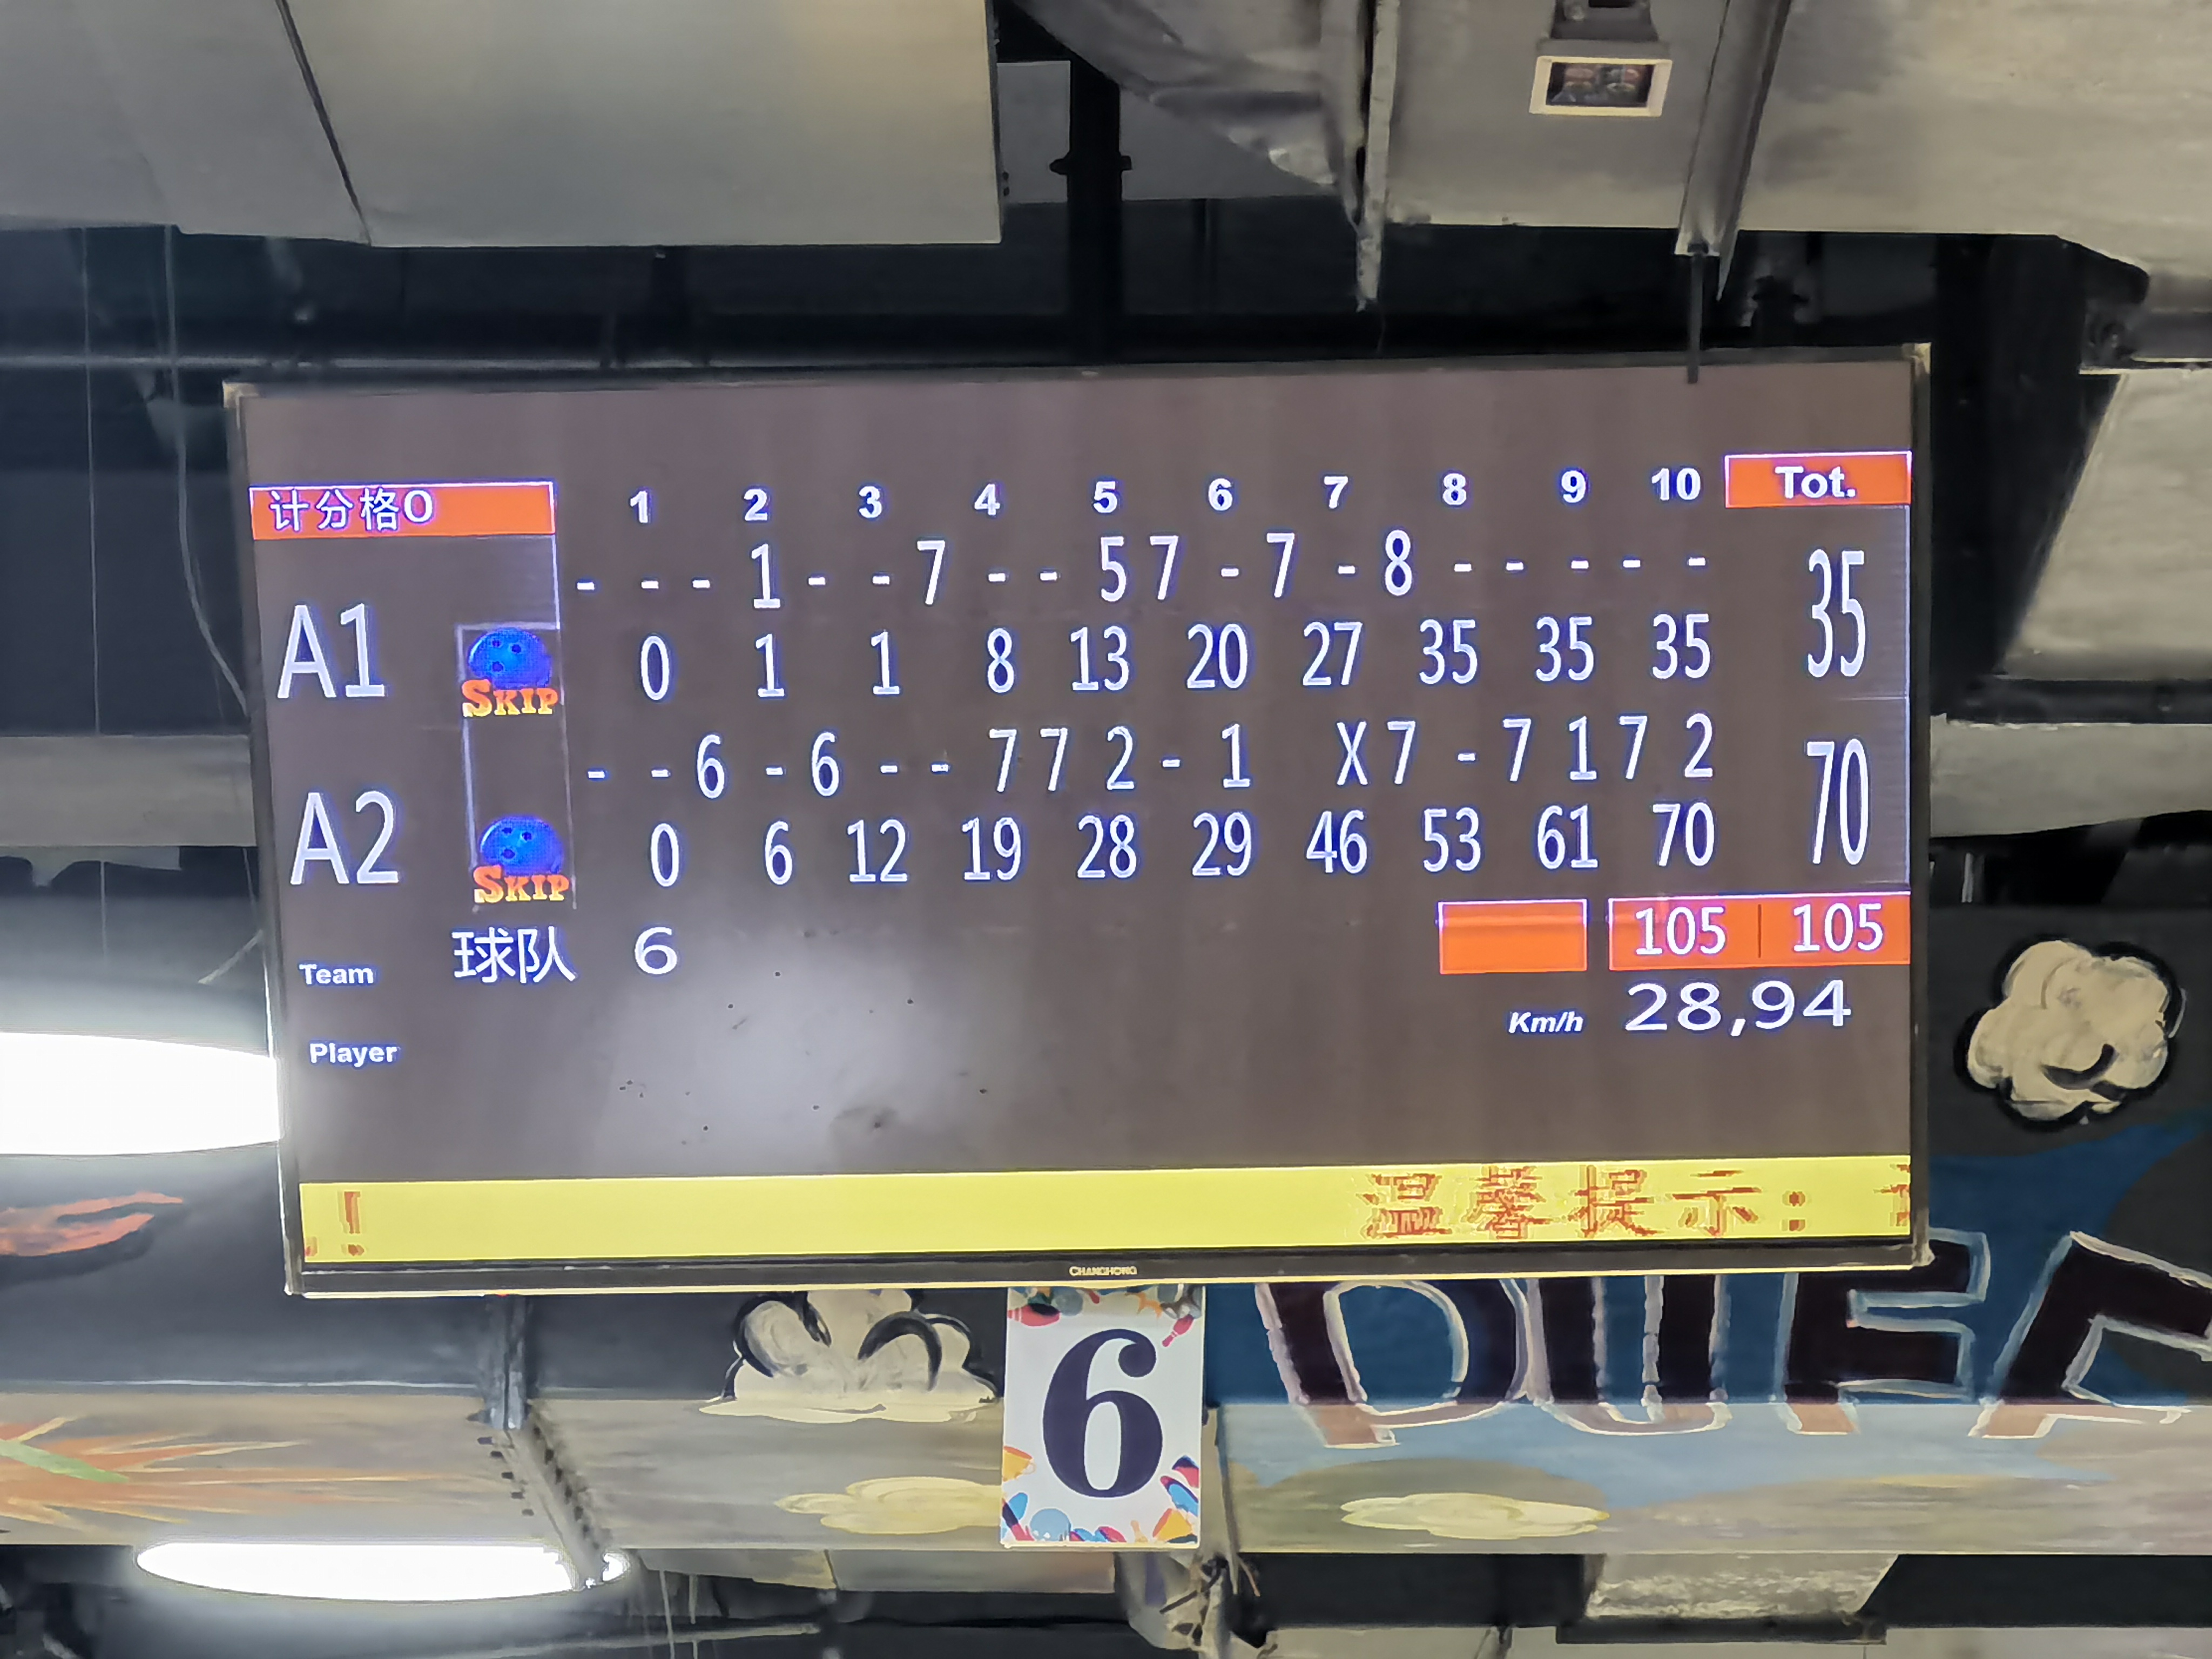 计分格0 1 2 3 4 5 6 7 8 9 10 Tot.
A1 - - - 1 - - 7 - - 5 7 - 7 - 8 - - - - - 35
SKIP 0 1 1 8 13 20 27 35 35 35
A2 - - 6 - 6 - - 7 7 2 - 1 X 7 - 7 1 7 2 70
SKIP 0 6 12 19 28 29 46 53 61 70
105 105
Team 球队 6
Km/h 28,94
Player
! 温馨提示:
CHANGHONG
6